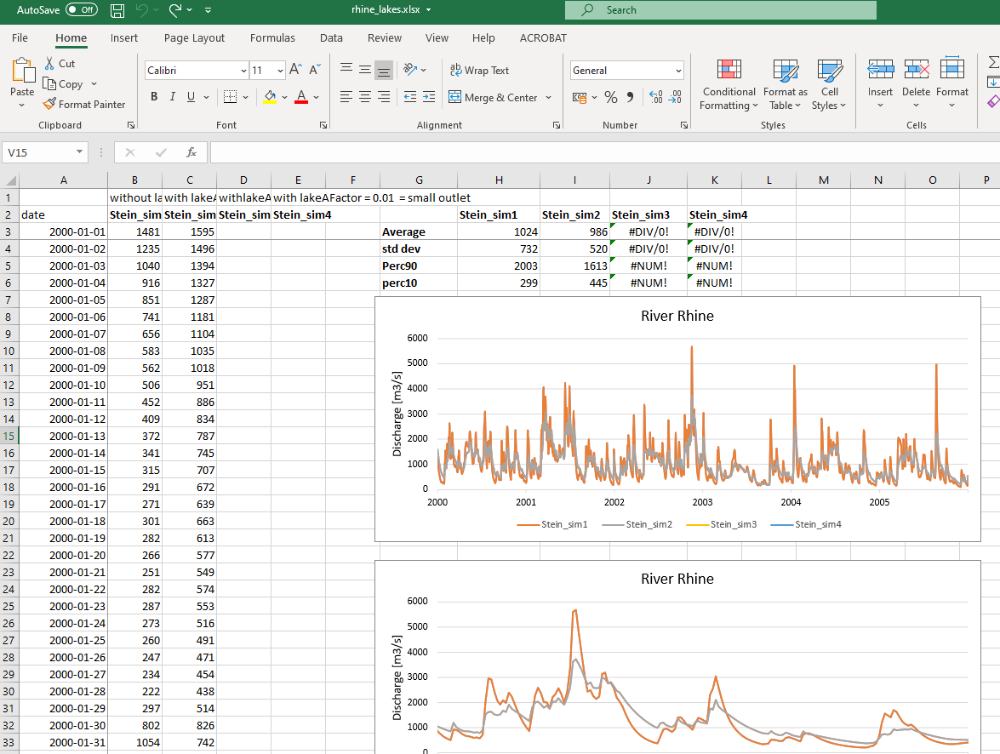 AutoSave Off rhine_lakes.xlsx Search
File Home Insert Page Layout Formulas Data Review View Help ACROBAT
Paste
Cut
Copy
Format Painter
Clipboard
Calibri 11
B I U
Font
Wrap Text
Merge & Center
Alignment
General
Number
Conditional Formatting
Format as Table
Cell Styles
Styles
Insert Delete Format
Cells
V15 fx
A B C D E F G H I J K L M N O P
1 without la with lakeA withlakeA with lakeAFactor = 0.01 = small outlet
2 date Stein_sim Stein_sim Stein_sim Stein_sim4 Stein_sim1 Stein_sim2 Stein_sim3 Stein_sim4
3 2000-01-01 1481 1595 Average 1024 986 #DIV/0! #DIV/0!
4 2000-01-02 1235 1496 std dev 732 520 #DIV/0! #DIV/0!
5 2000-01-03 1040 1394 Perc90 2003 1613 #NUM! #NUM!
6 2000-01-04 916 1327 perc10 299 445 #NUM! #NUM!
7 2000-01-05 851 1287
8 2000-01-06 741 1181
9 2000-01-07 656 1104
10 2000-01-08 583 1035
11 2000-01-09 562 1018
12 2000-01-10 506 951
13 2000-01-11 452 886
14 2000-01-12 409 834
15 2000-01-13 372 787
16 2000-01-14 341 745
17 2000-01-15 315 707
18 2000-01-16 291 672
19 2000-01-17 271 639
20 2000-01-18 301 663
21 2000-01-19 282 613
22 2000-01-20 266 577
23 2000-01-21 251 549
24 2000-01-22 282 574
25 2000-01-23 287 553
26 2000-01-24 273 516
27 2000-01-25 260 491
28 2000-01-26 247 471
29 2000-01-27 234 454
30 2000-01-28 222 438
31 2000-01-29 297 514
32 2000-01-30 802 826
33 2000-01-31 1054 742
River Rhine
Discharge [m3/s]
6000
5000
4000
3000
2000
1000
0
2000 2001 2002 2003 2004 2005
Stein_sim1 Stein_sim2 Stein_sim3 Stein_sim4
River Rhine
Discharge [m3/s]
6000
5000
4000
3000
2000
1000
0